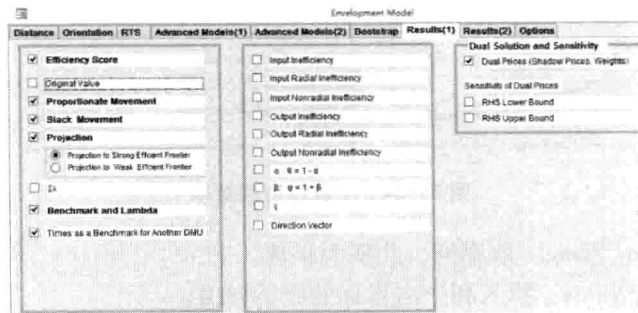 Envelopment Model
Distance Orientation RTS Advanced Models(1) Advanced Models(2) Bootstrap Results(1) Results(2) Options
Efficiency Score
Original Value
Proportionate Movement
Slack Movement
Projection
Projection to Strong Efficient Frontier
Projection to Weak Efficient Frontier
Σλ
Benchmark and Lambda
Times as a Benchmark for Another DMU
Input Inefficiency
Input Radial Inefficiency
Input Nonradial Inefficiency
Output Inefficiency
Output Radial Inefficiency
Output Nonradial Inefficiency
α: θ = 1 - α
β: φ = 1 + β
Direction Vector
Dual Solution and Sensitivity
Dual Prices (Shadow Prices, Weights)
Sensitivity of Dual Prices
RHS Lower Bound
RHS Upper Bound